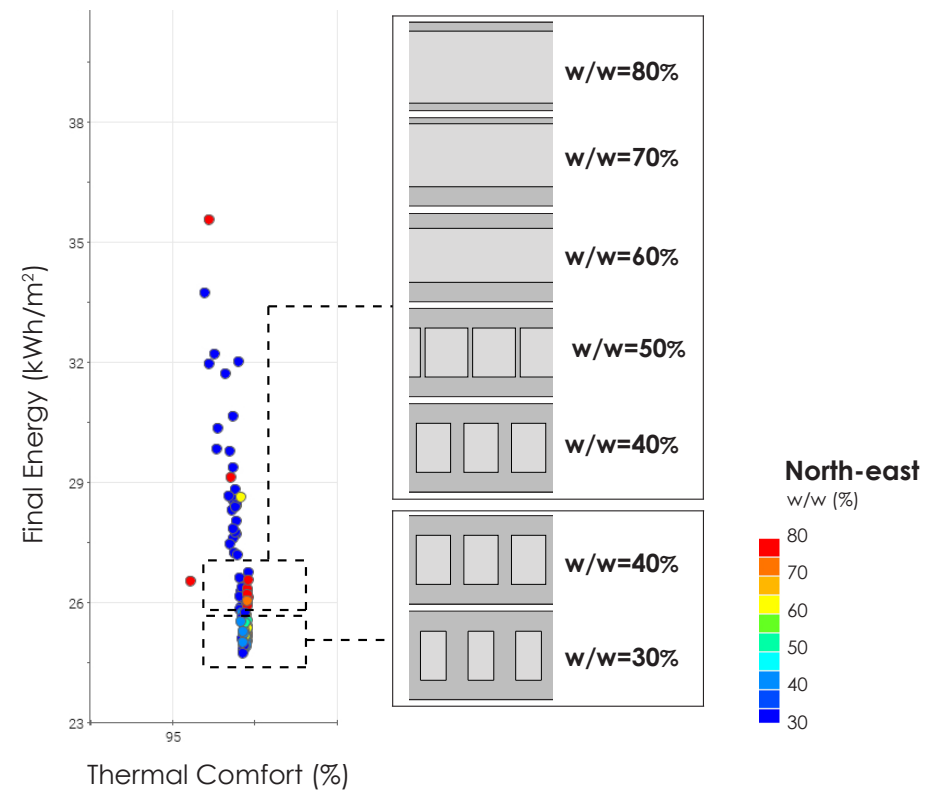 38
35
32
29
26
23
95
Final Energy (kWh/m²)
Thermal Comfort (%)
w/w=80%
w/w=70%
w/w=60%
w/w=50%
w/w=40%
w/w=40%
w/w=30%
North-east
w/w (%)
80
70
60
50
40
30